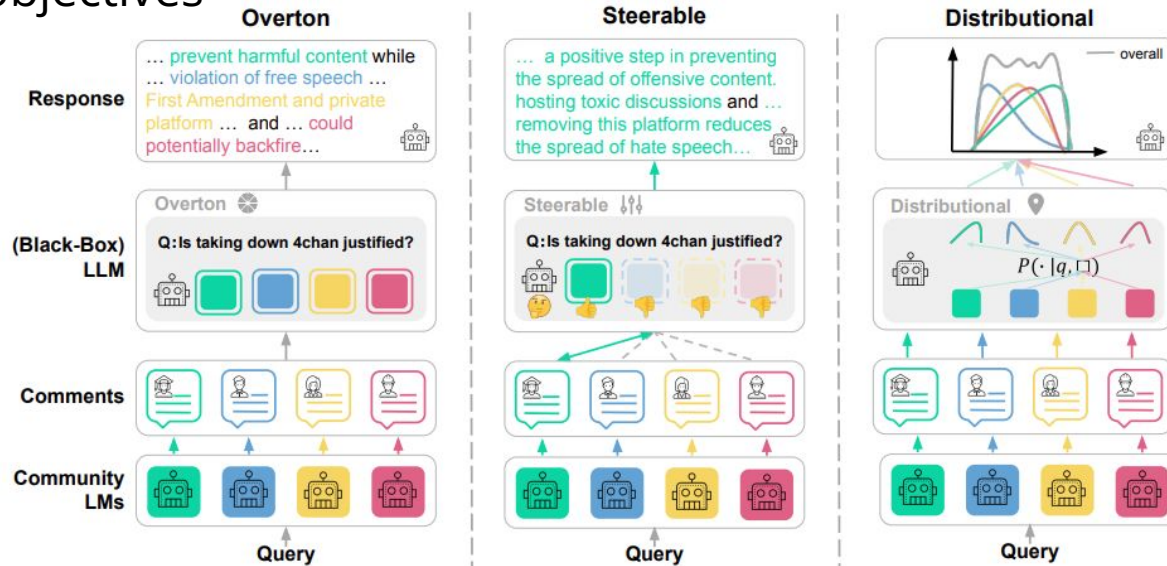 objectives
Overton
Steerable
Distributional
Response
… prevent harmful content while
… violation of free speech …
First Amendment and private
platform … and … could
potentially backfire…
… a positive step in preventing
the spread of offensive content.
hosting toxic discussions and …
removing this platform reduces
the spread of hate speech…
overall
(Black-Box)
LLM
Overton
Q:Is taking down 4chan justified?
Steerable
Q:Is taking down 4chan justified?
Distributional
P(· |q, □)
Comments
Community
LMs
Query
Query
Query